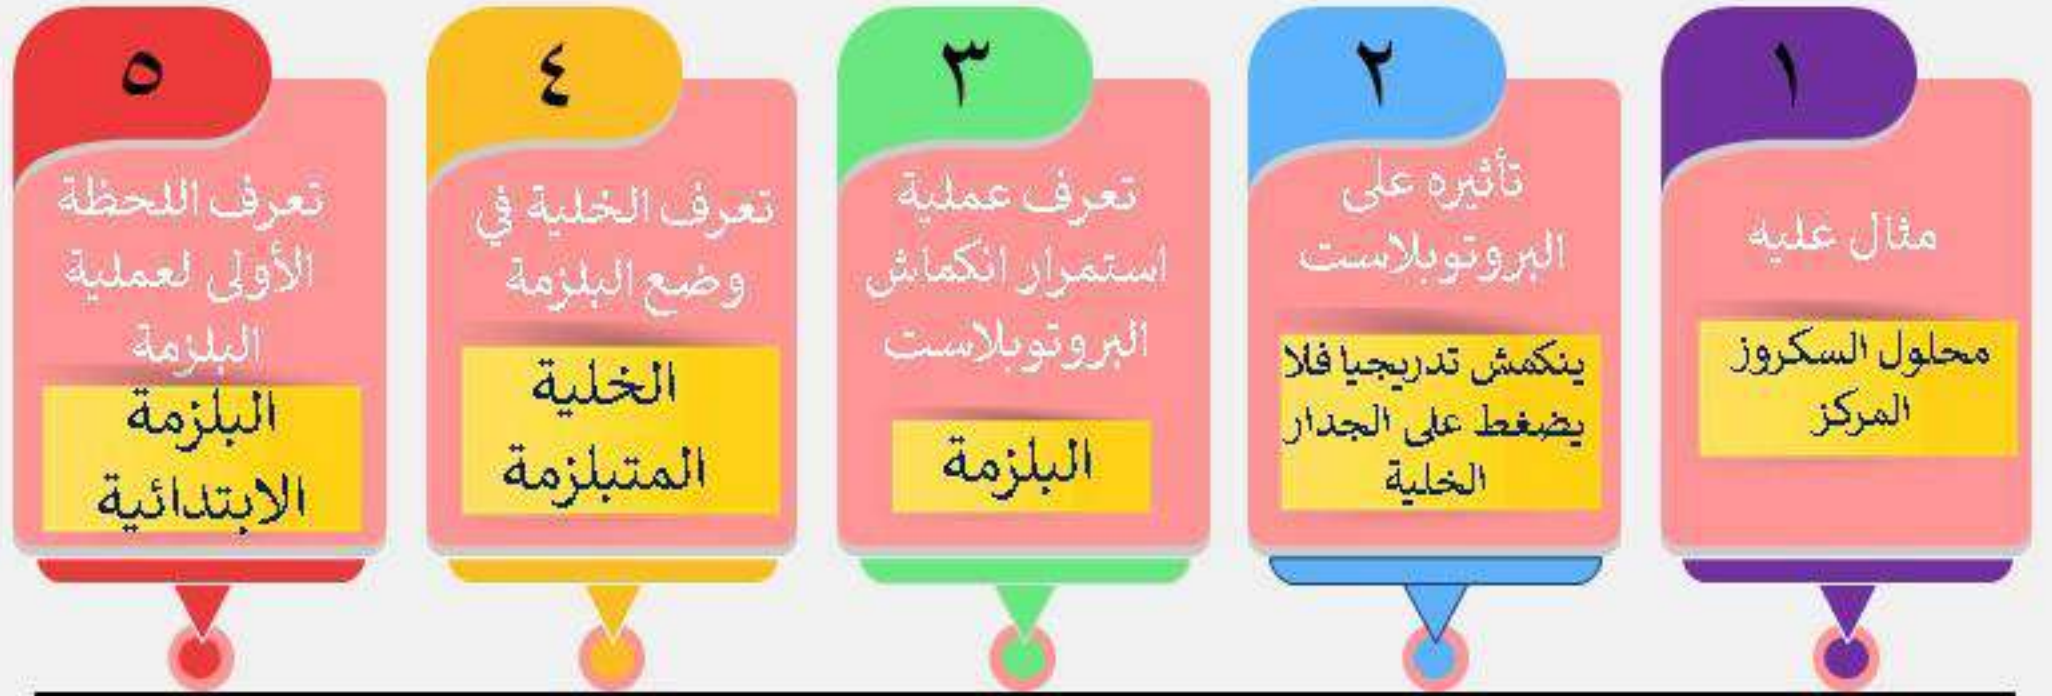 ١
مثال عليه
محلول السكروز
المركز
٢
تأثيره على
البروتوبلاست
ينكمش تدريجيا فلا
يضغط على الجدار
الخلية
٣
تعرف عملية
استمرار انكماش
البروتوبلاست
البلزمة
٤
تعرف الخلية في
وضع البلزمة
الخلية
المتبلزمة
٥
تعرف اللحظة
الأولى لعملية
البلزمة
البلزمة
الابتدائية